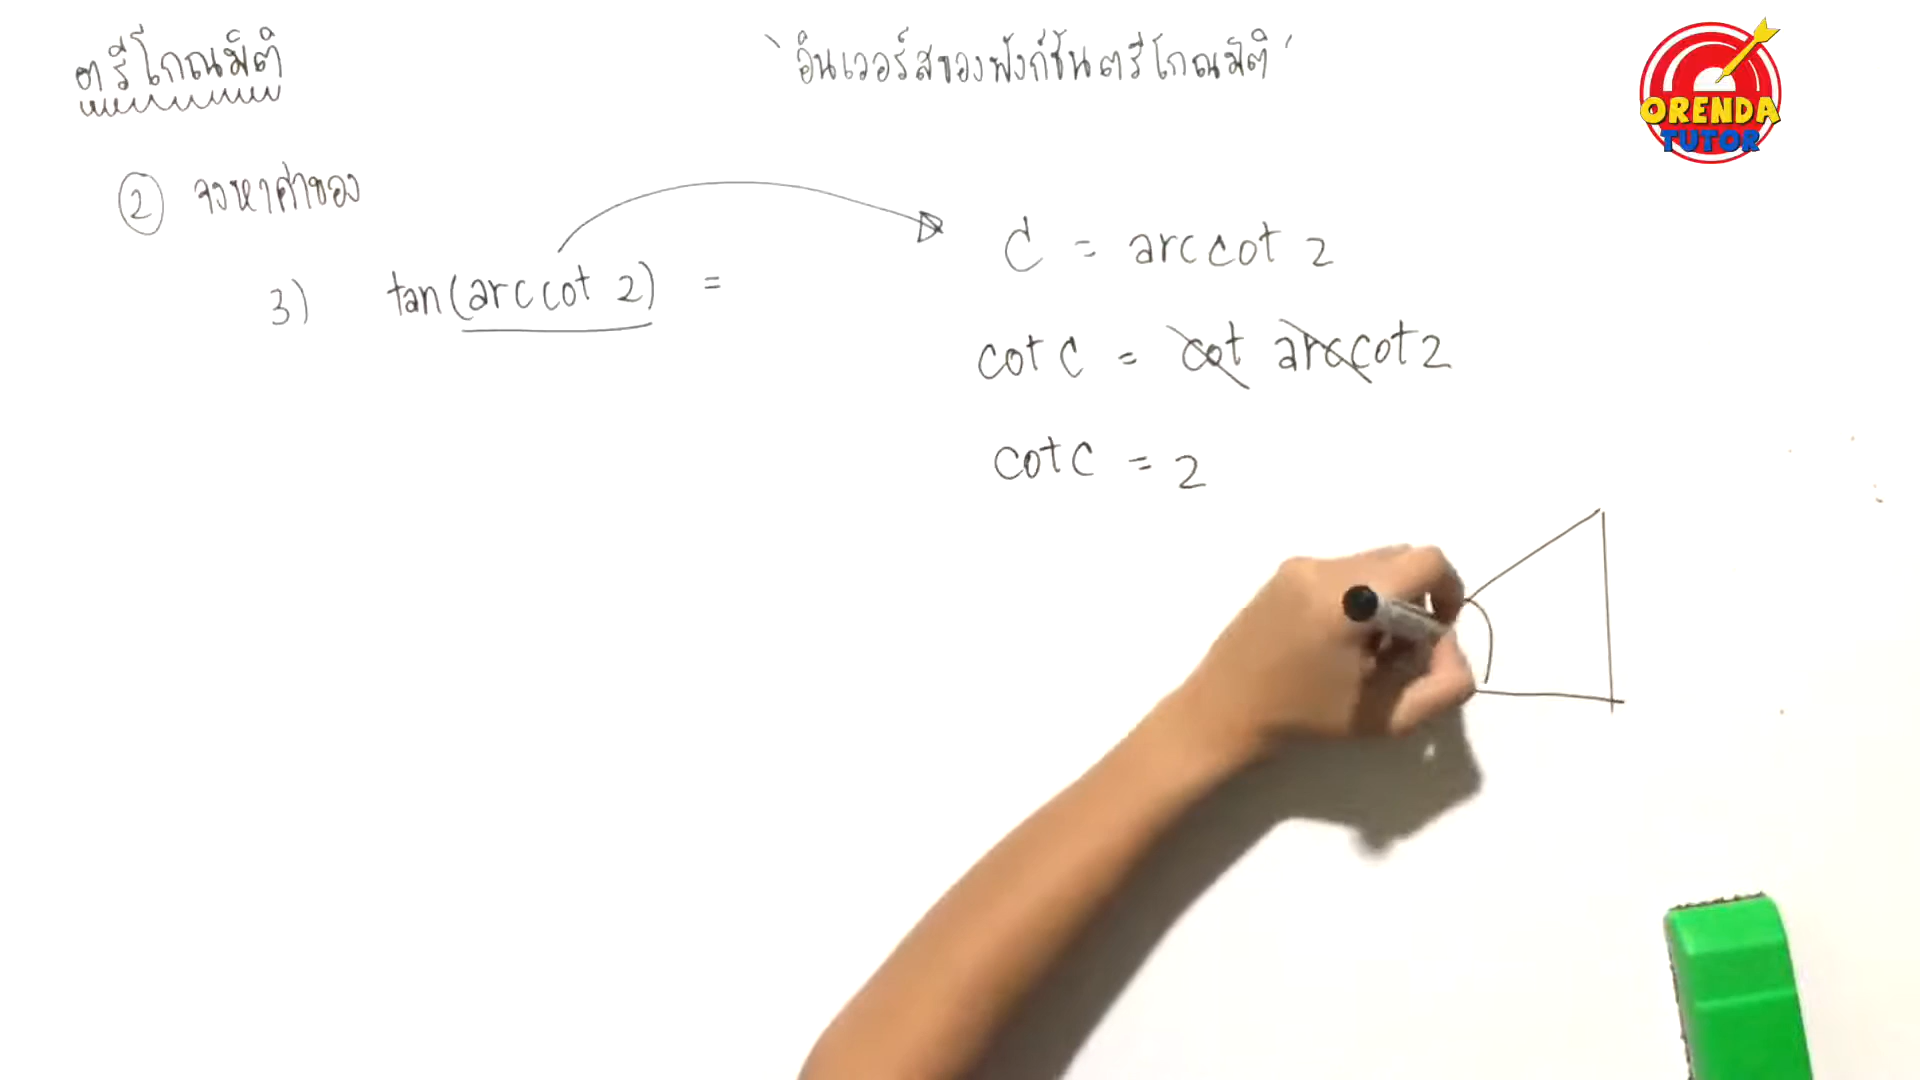 ตรีโกณมิติ
'อินเวอร์สของฟังก์ชันตรีโกณมิติ'
ORENDA
TUTOR
② จงหาค่าของ
3) tan(arccot 2) =
C = arccot 2
cot C = cot arccot 2
cot C = 2